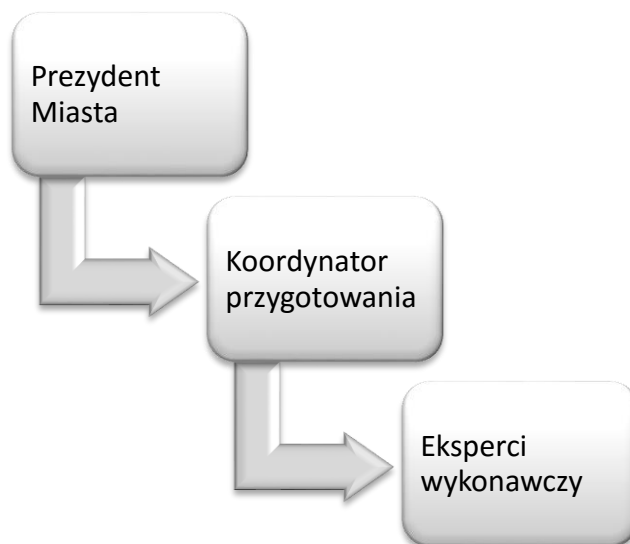 Prezydent
Miasta
Koordynator
przygotowania
Eksperci
wykonawczy